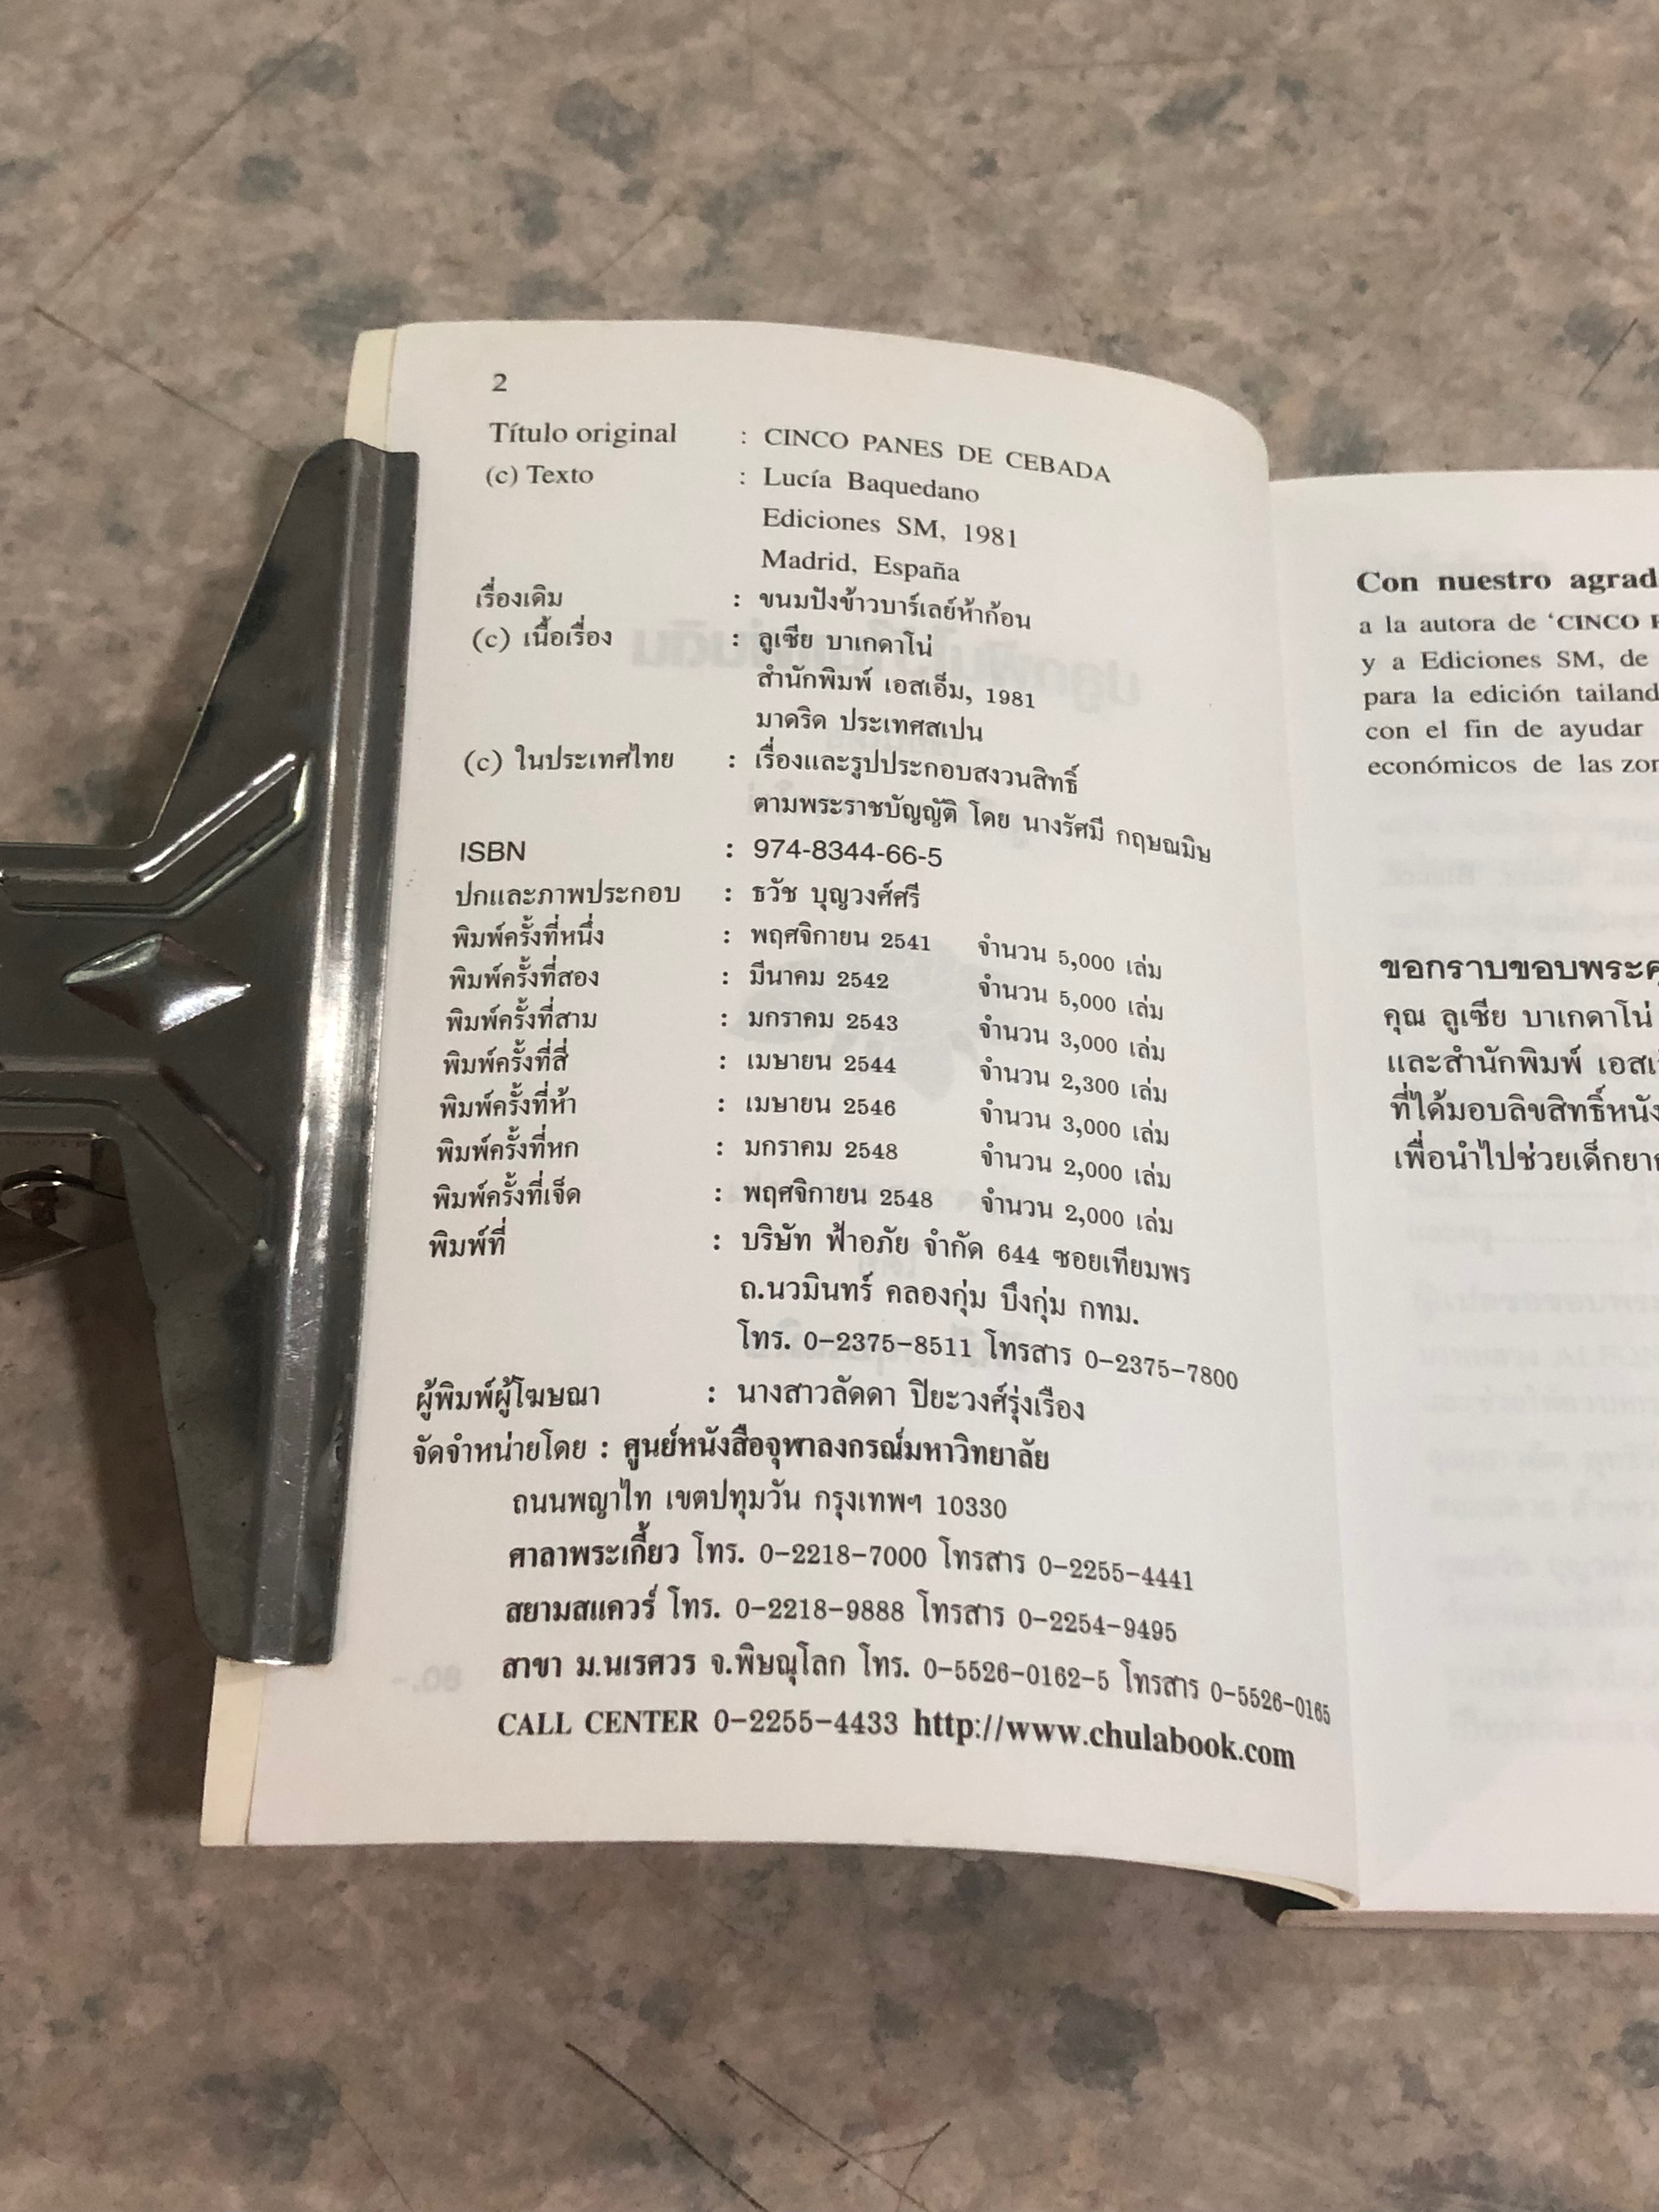 2
Título original : CINCO PANES DE CEBADA
(c) Texto : Lucía Baquedano
Ediciones SM, 1981
Madrid, España
เรื่องเดิม : ขนมปังข้าวบาร์เลย์ห้าก้อน
(c) เนื้อเรื่อง : ลูเซีย บาเกดาโน่
สำนักพิมพ์ เอสเอ็ม, 1981
มาดริด ประเทศสเปน
(c) ในประเทศไทย : เรื่องและรูปประกอบสงวนสิทธิ์
ตามพระราชบัญญัติ โดย นางรัศมี กฤษณมิษ
ISBN : 974-8344-66-5
ปกและภาพประกอบ : ธวัช บุญวงศ์ศรี
พิมพ์ครั้งที่หนึ่ง : พฤศจิกายน 2541 จำนวน 5,000 เล่ม
พิมพ์ครั้งที่สอง : มีนาคม 2542 จำนวน 5,000 เล่ม
พิมพ์ครั้งที่สาม : มกราคม 2543 จำนวน 3,000 เล่ม
พิมพ์ครั้งที่สี่ : เมษายน 2544 จำนวน 2,300 เล่ม
พิมพ์ครั้งที่ห้า : เมษายน 2546 จำนวน 3,000 เล่ม
พิมพ์ครั้งที่หก : มกราคม 2548 จำนวน 2,000 เล่ม
พิมพ์ครั้งที่เจ็ด : พฤศจิกายน 2548 จำนวน 2,000 เล่ม
พิมพ์ที่ : บริษัท ฟ้าอภัย จำกัด 644 ซอยเทียมพร
ถ.นวมินทร์ คลองกุ่ม บึงกุ่ม กทม.
โทร. 0-2375-8511 โทรสาร 0-2375-7800
ผู้พิมพ์ผู้โฆษณา : นางสาวลัดดา ปิยะวงศ์รุ่งเรือง
จัดจำหน่ายโดย : ศูนย์หนังสือจุฬาลงกรณ์มหาวิทยาลัย
ถนนพญาไท เขตปทุมวัน กรุงเทพฯ 10330
ศาลาพระเกี้ยว โทร. 0-2218-7000 โทรสาร 0-2255-4441
สยามสแควร์ โทร. 0-2218-9888 โทรสาร 0-2254-9495
สาขา ม.นเรศวร จ.พิษณุโลก โทร. 0-5526-0162-5 โทรสาร 0-5526-0165
CALL CENTER 0-2255-4433 http://www.chulabook.com
Con nuestro agrad
a la autora de 'CINCO
y a Ediciones SM, de
para la edición tailand
con el fin de ayudar
económicos de las zon
ขอกราบขอบพระคุ
คุณ ลูเซีย บาเกดาโน่
และสำนักพิมพ์ เอสเ
ที่ได้มอบลิขสิทธิ์หนัง
เพื่อนำไปช่วยเด็กยาก